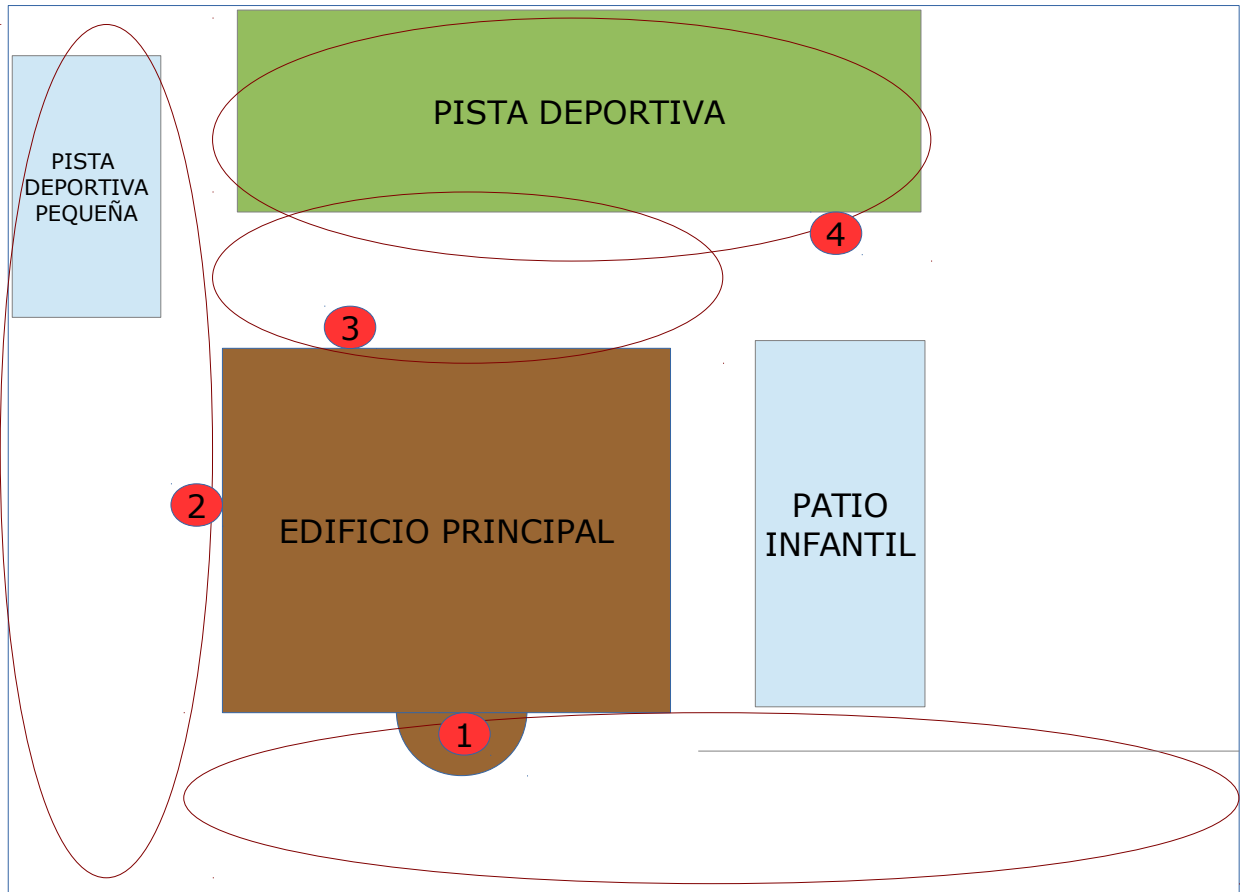 PISTA DEPORTIVA
PISTA
DEPORTIVA
PEQUEÑA
4
3
2
EDIFICIO PRINCIPAL
PATIO
INFANTIL
1